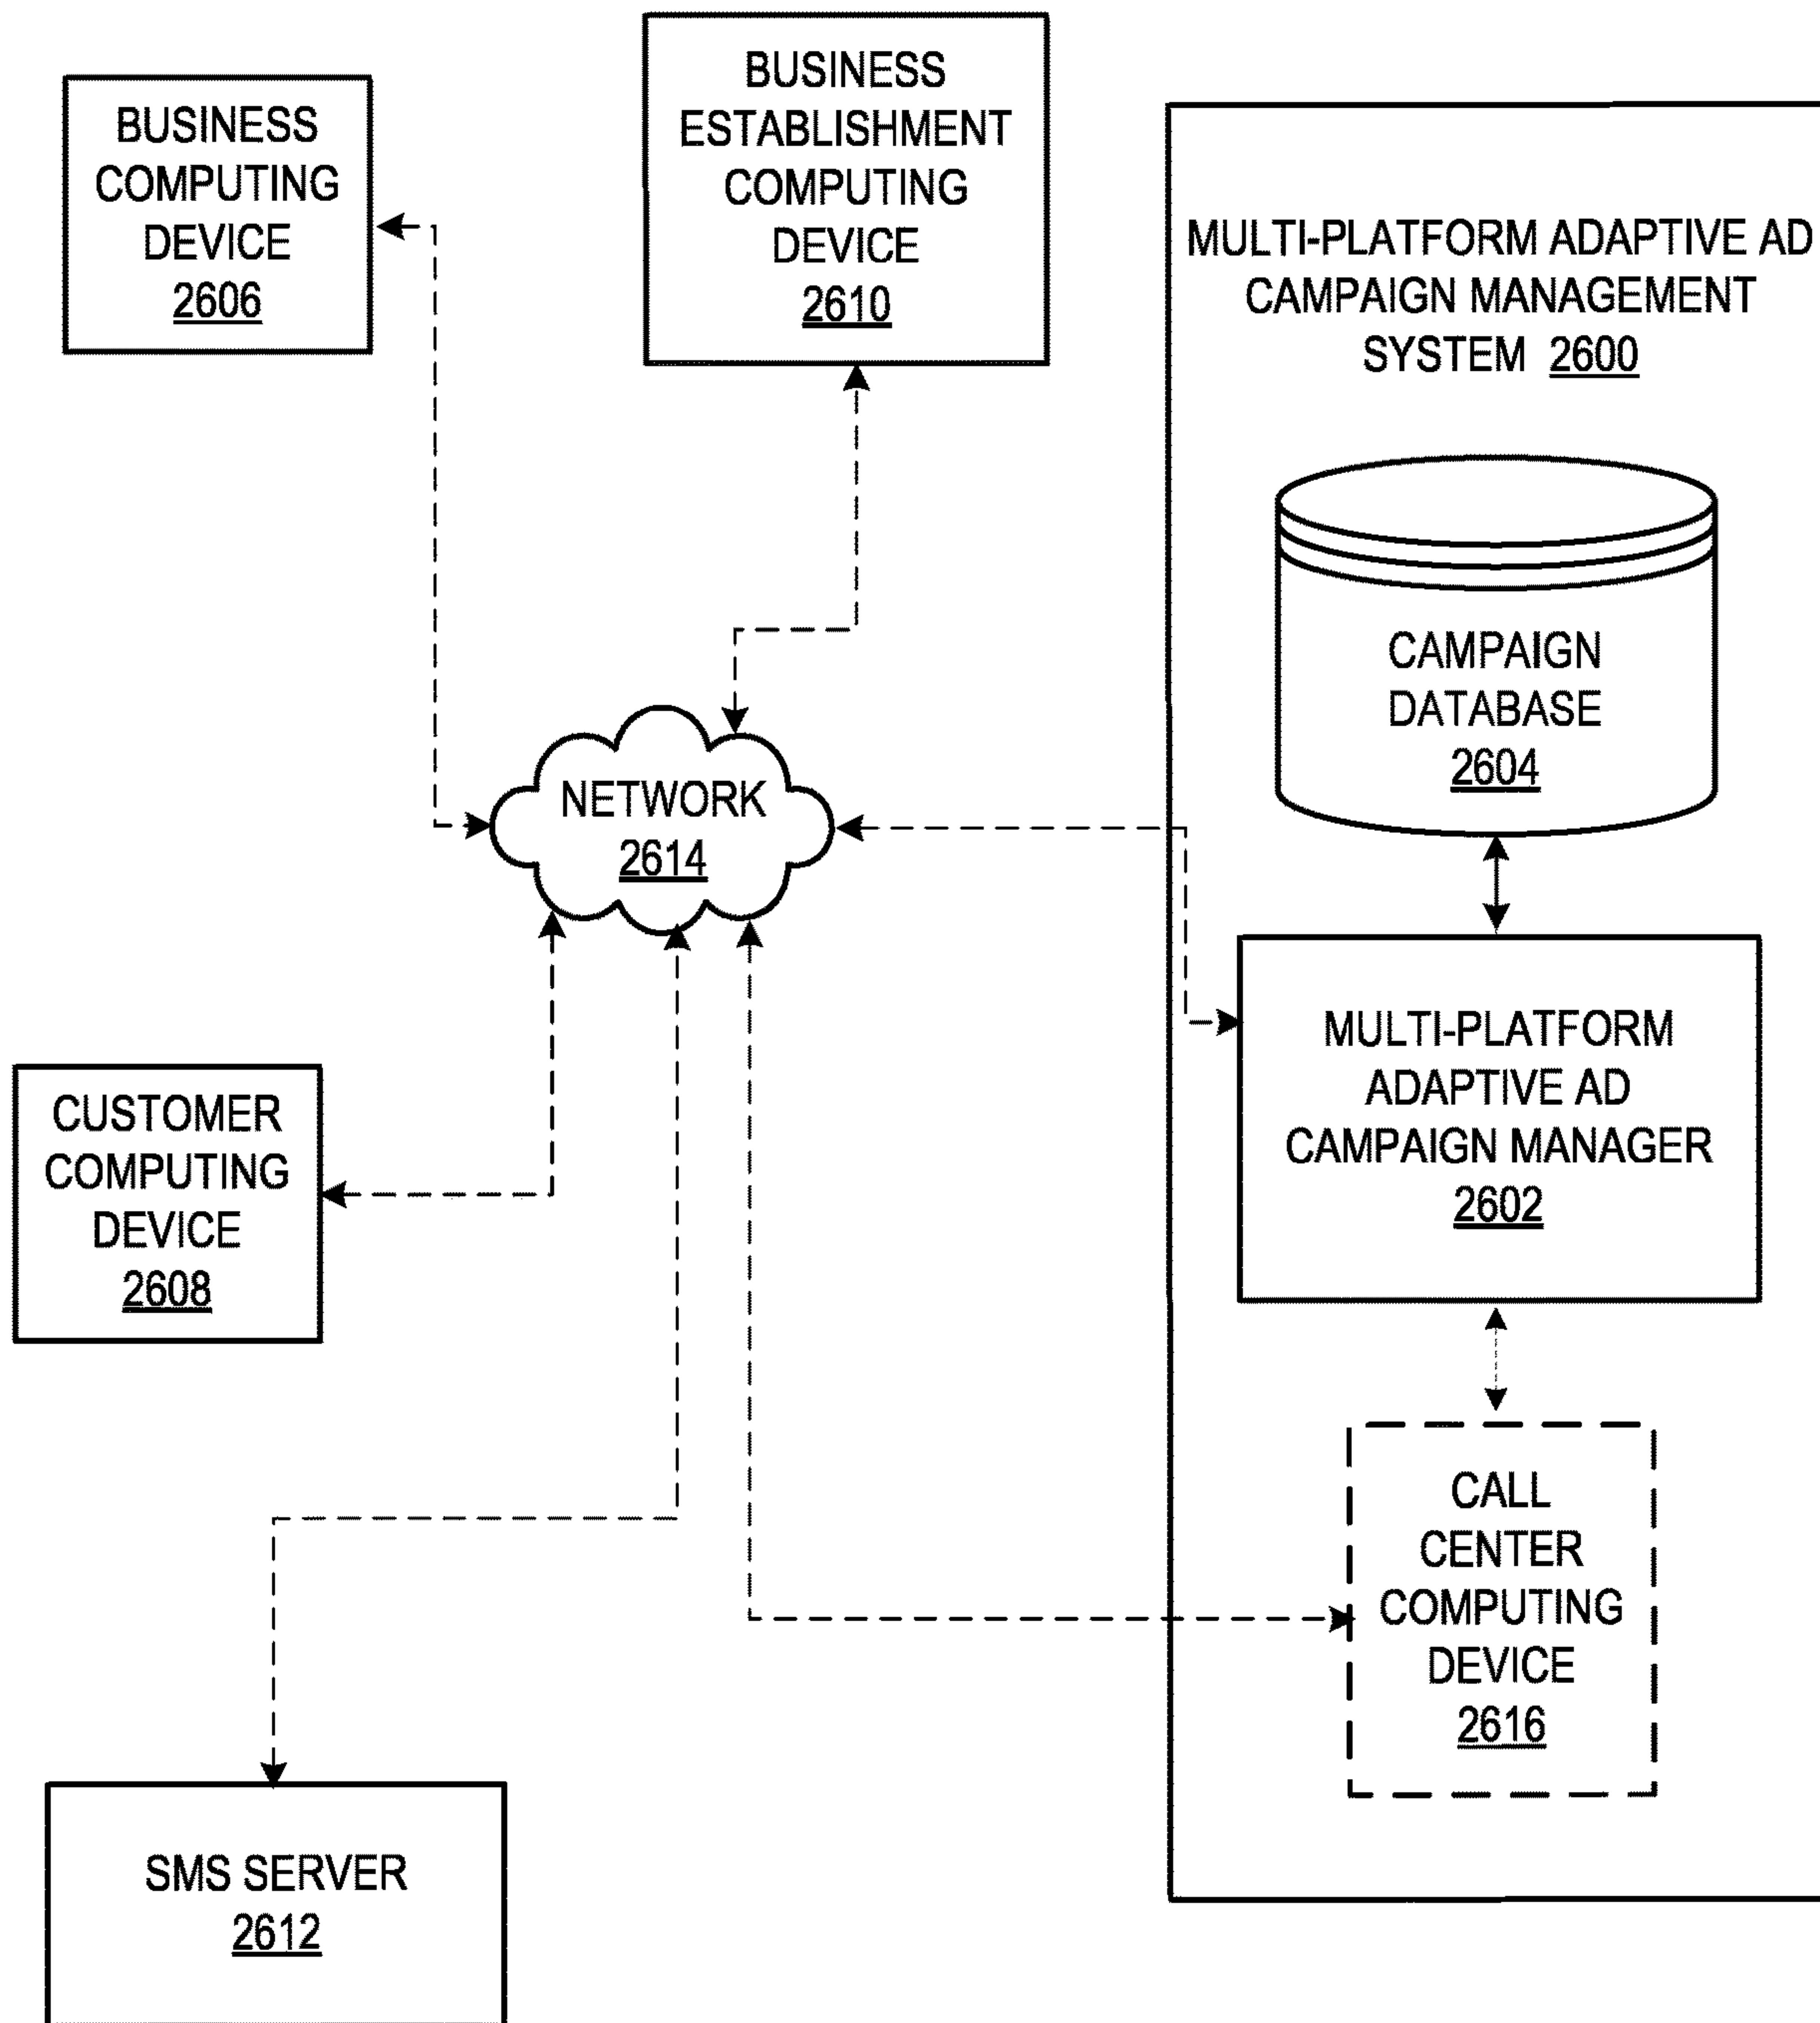 BUSINESS
COMPUTING
DEVICE
2606
BUSINESS
ESTABLISHMENT
COMPUTING
DEVICE
2610
MULTI-PLATFORM ADAPTIVE AD
CAMPAIGN MANAGEMENT
SYSTEM 2600
CAMPAIGN
DATABASE
2604
NETWORK
2614
MULTI-PLATFORM
ADAPTIVE AD
CAMPAIGN MANAGER
2602
CUSTOMER
COMPUTING
DEVICE
2608
CALL
CENTER
COMPUTING
DEVICE
2616
SMS SERVER
2612